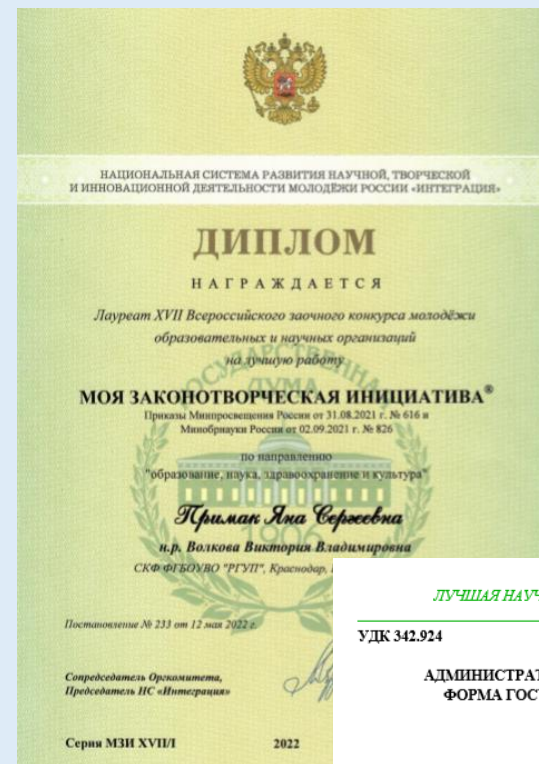 НАЦИОНАЛЬНАЯ СИСТЕМА РАЗВИТИЯ НАУЧНОЙ, ТВОРЧЕСКОЙ
И ИННОВАЦИОННОЙ ДЕЯТЕЛЬНОСТИ МОЛОДЁЖИ РОССИИ «ИНТЕГРАЦИЯ»
ДИПЛОМ
НАГРАЖДАЕТСЯ
Лауреат XVII Всероссийского заочного конкурса молодёжи
образовательных и научных организаций
на лучшую работу
ГОСУДАРСТВЕННАЯ
ДУМА
МОЯ ЗАКОНОТВОРЧЕСКАЯ ИНИЦИАТИВА®
Приказы Минпросвещения России от 31.08.2021 г. № 616 и
Минобрнауки России от 02.09.2021 г. № 826
по направлению
"образование, наука, здравоохранение и культура"
Примак Яна Сергеевна
1906
н.р. Волкова Виктория Владимировна
СКФ ФГБОУВО "РГУП", Краснодар,
Постановление № 233 от 12 мая 2022 г.
Сопредседатель Оргкомитета,
Председатель НС «Интеграция»
Серия МЗИ XVII/I 2022
ЛУЧШАЯ НАУЧ
УДК 342.924
АДМИНИСТРАТ
ФОРМА ГОС